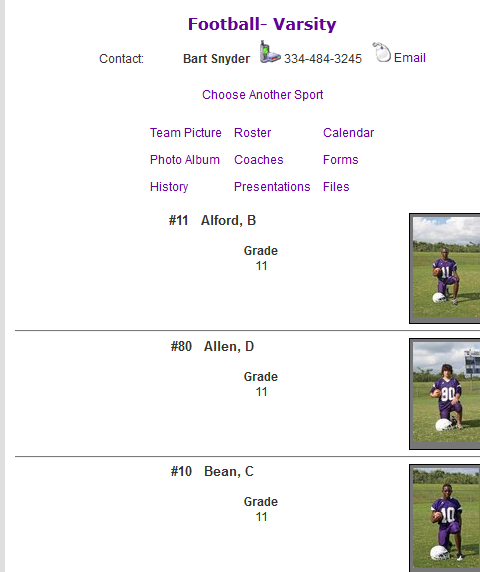 Football- Varsity
Contact: Bart Snyder 334-484-3245 Email
Choose Another Sport
Team Picture Roster Calendar
Photo Album Coaches Forms
History Presentations Files
#11 Alford, B
Grade
11
11
#80 Allen, D
Grade
11
80
#10 Bean, C
Grade
11
10